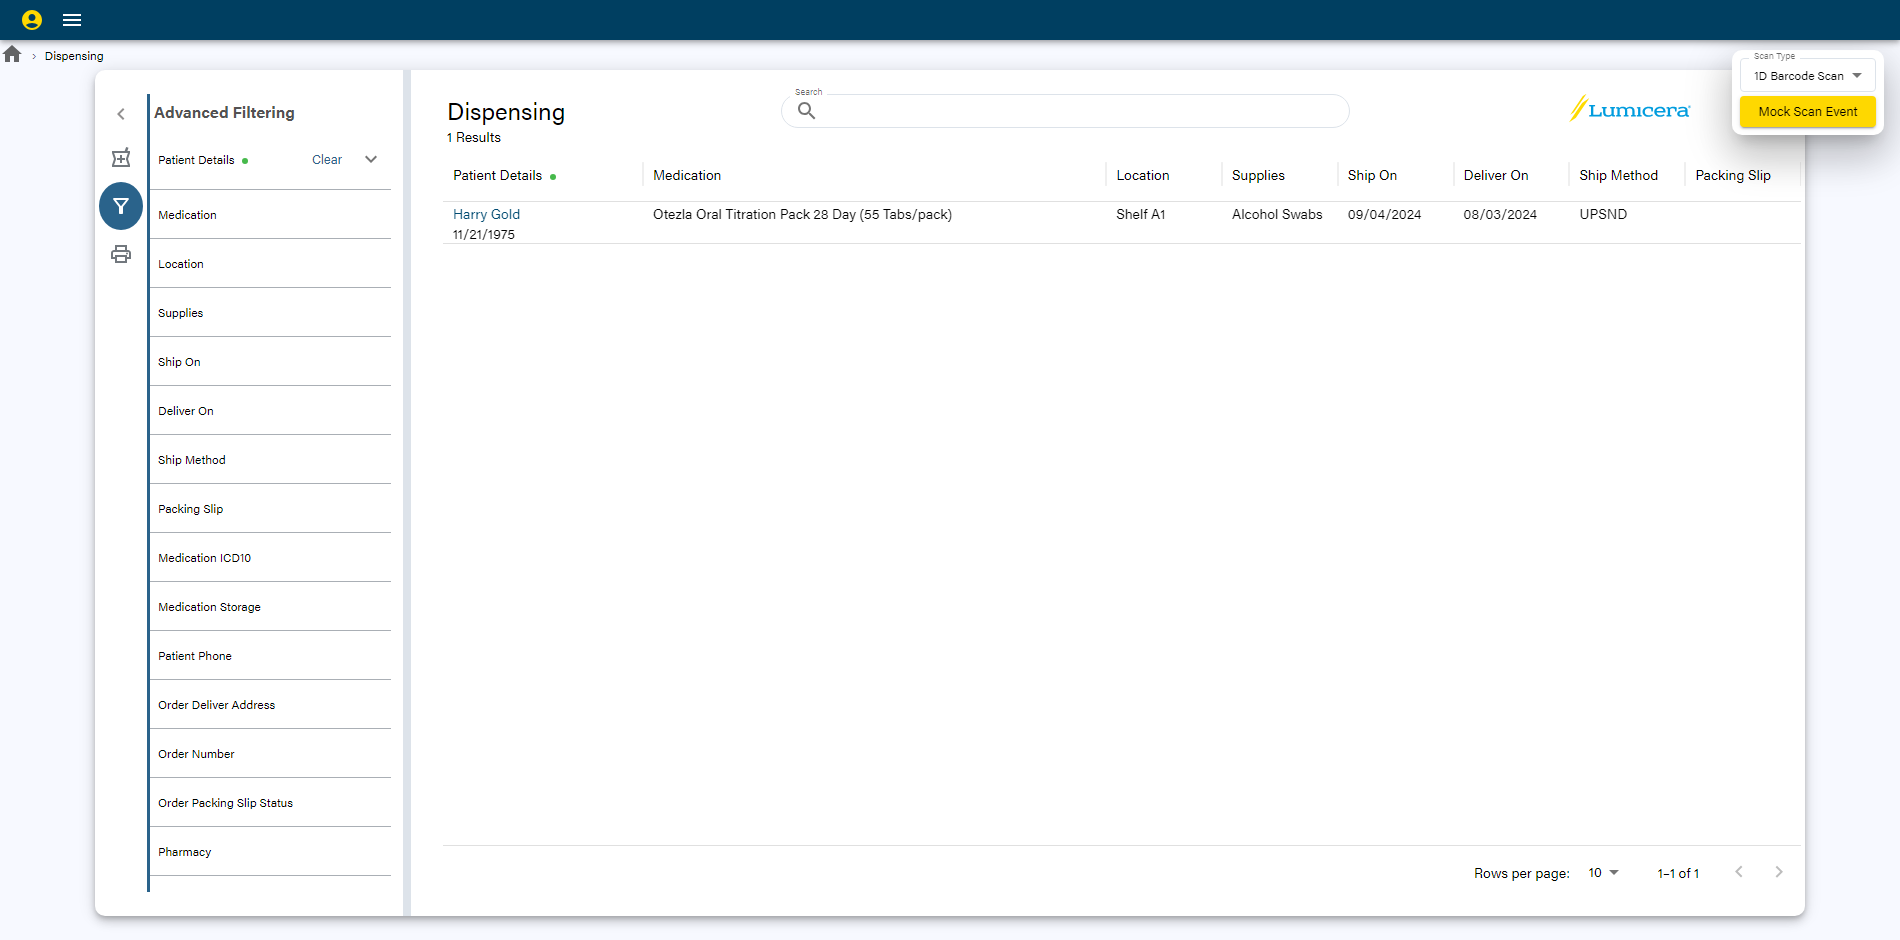 Dispensing
Scan Type
1D Barcode Scan
Mock Scan Event
Advanced Filtering
Patient Details
Clear
Medication
Location
Supplies
Ship On
Deliver On
Ship Method
Packing Slip
Medication ICD10
Medication Storage
Patient Phone
Order Deliver Address
Order Number
Order Packing Slip Status
Pharmacy
Dispensing
1 Results
Search
Lumicera
Patient Details Medication Location Supplies Ship On Deliver On Ship Method Packing Slip
Harry Gold Otezla Oral Titration Pack 28 Day (55 Tabs/pack) Shelf A1 Alcohol Swabs 09/04/2024 08/03/2024 UPSND
11/21/1975
Rows per page: 10 1–1 of 1